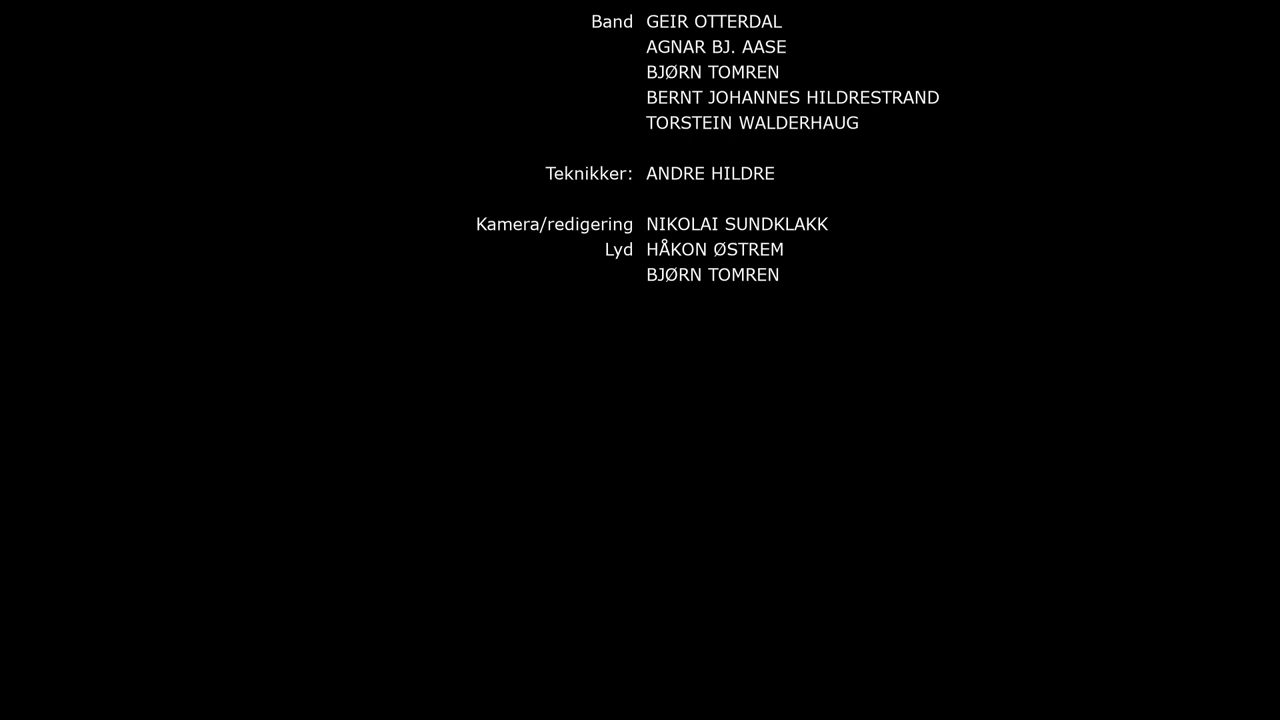 Band GEIR OTTERDAL
AGNAR BJ. AASE
BJØRN TOMREN
BERNT JOHANNES HILDRESTRAND
TORSTEIN WALDERHAUG
Teknikker: ANDRE HILDRE
Kamera/redigering NIKOLAI SUNDKLAKK
Lyd HÅKON ØSTREM
BJØRN TOMREN